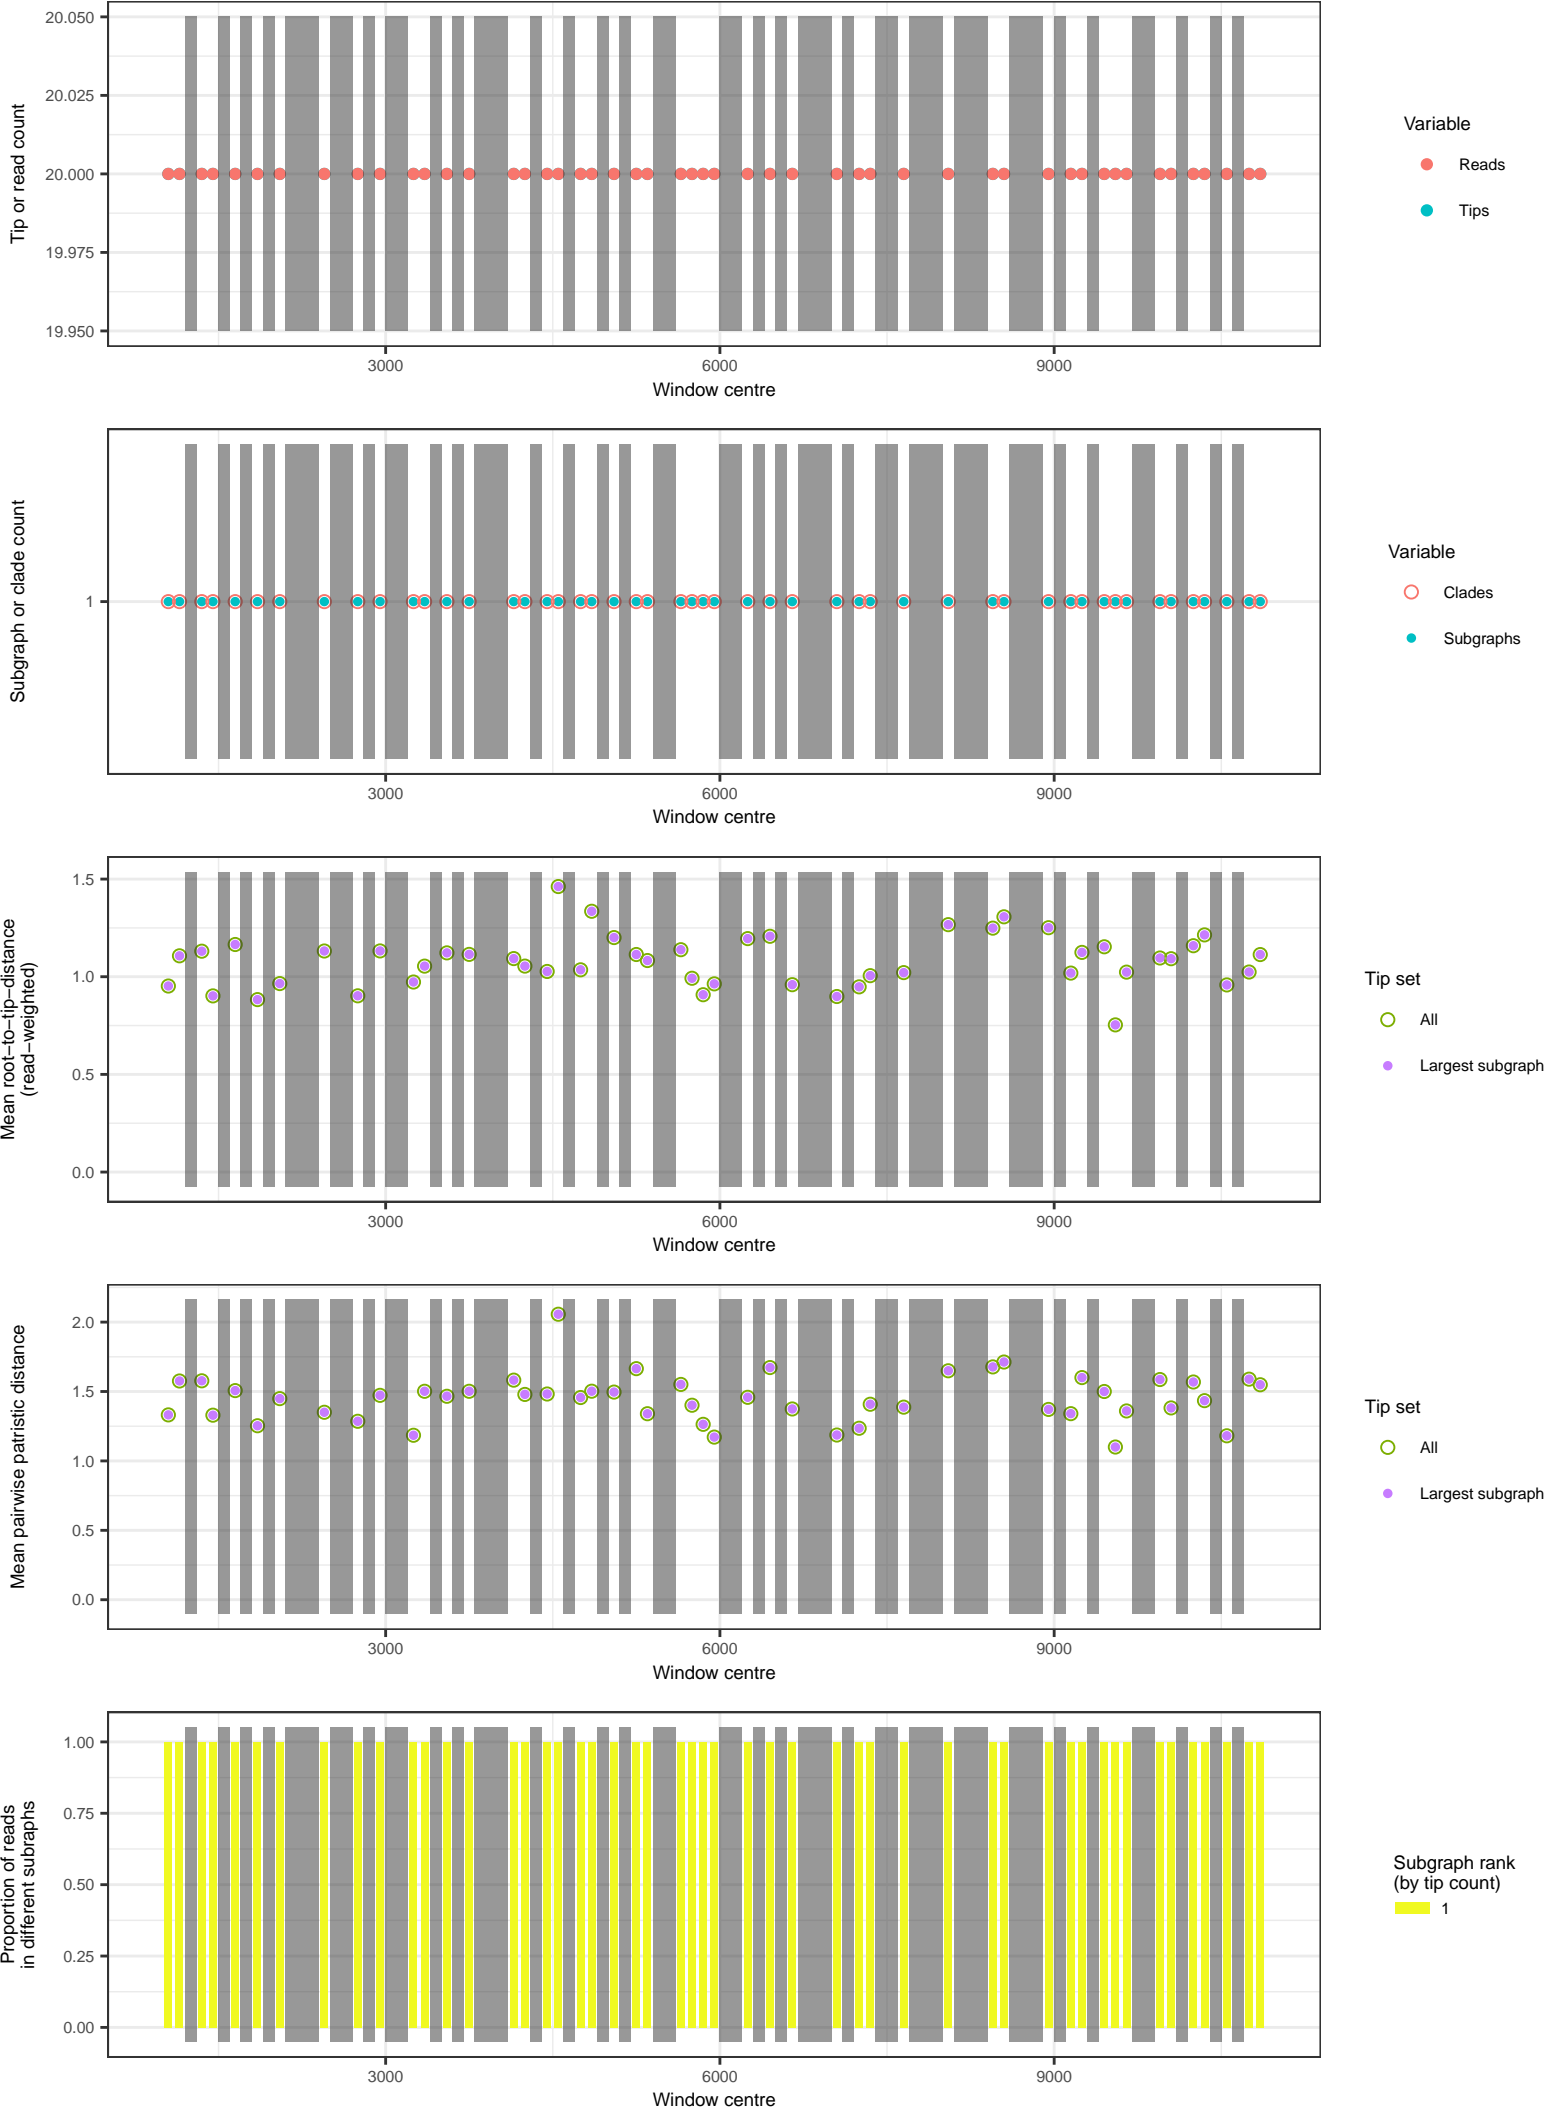 20.050
20.025
20.000
19.975
19.950
Tip or read count
3000
6000
9000
Window centre
Variable
Reads
Tips
1
Subgraph or clade count
3000
6000
9000
Window centre
Variable
Clades
Subgraphs
1.5
1.0
0.5
0.0
Mean root−to−tip−distance
(read−weighted)
3000
6000
9000
Window centre
Tip set
All
Largest subgraph
2.0
1.5
1.0
0.5
0.0
Mean pairwise patristic distance
3000
6000
9000
Window centre
Tip set
All
Largest subgraph
1.00
0.75
0.50
0.25
0.00
Proportion of reads
in different subraphs
3000
6000
9000
Window centre
Subgraph rank
(by tip count)
1